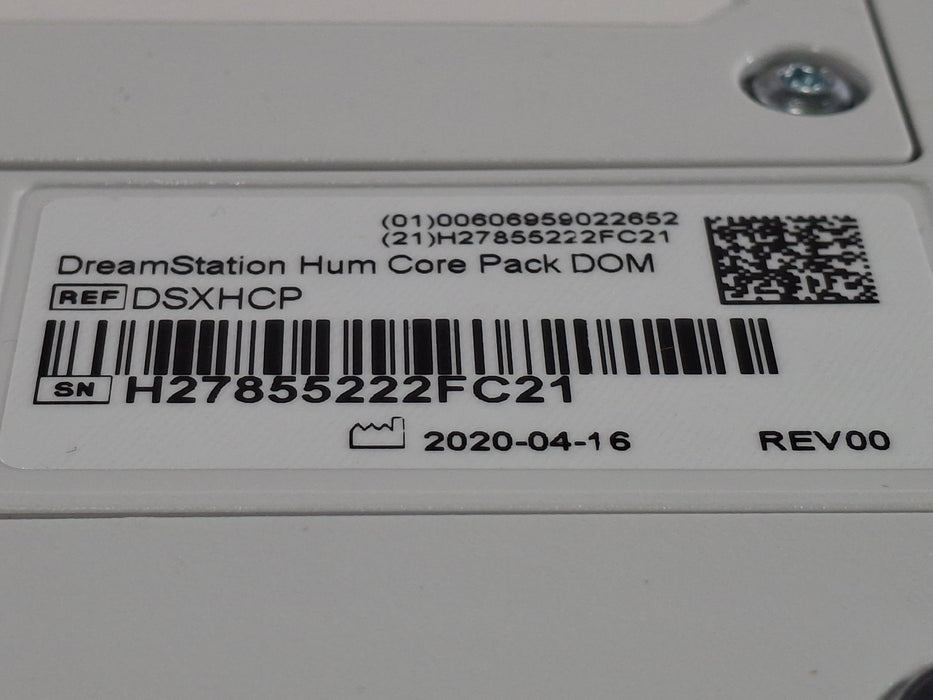 (01)00606959022652
(21)H27855222FC21
DreamStation Hum Core Pack DOM
REF DSXHCP
SN H27855222FC21
2020-04-16 REV00